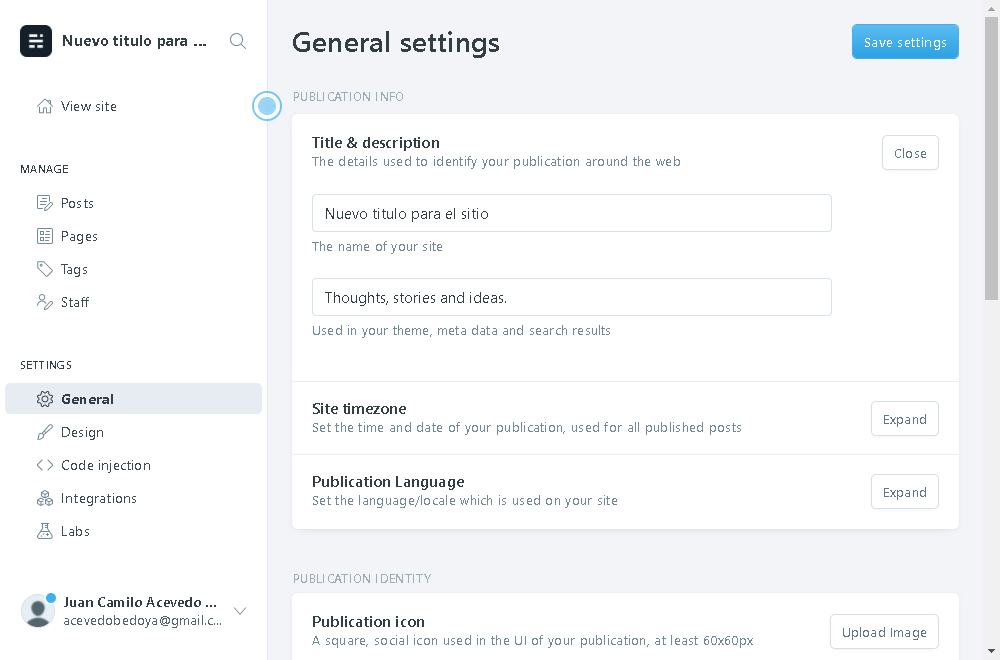 Nuevo titulo para ...
View site
MANAGE
Posts
Pages
Tags
Staff
SETTINGS
General
Design
Code injection
Integrations
Labs
Juan Camilo Acevedo ...
acevedobedoya@gmail.c...
General settings
Save settings
PUBLICATION INFO
Title & description
The details used to identify your publication around the web
Close
Nuevo titulo para el sitio
The name of your site
Thoughts, stories and ideas.
Used in your theme, meta data and search results
Site timezone
Set the time and date of your publication, used for all published posts
Expand
Publication Language
Set the language/locale which is used on your site
Expand
PUBLICATION IDENTITY
Publication icon
A square, social icon used in the UI of your publication, at least 60x60px
Upload Image